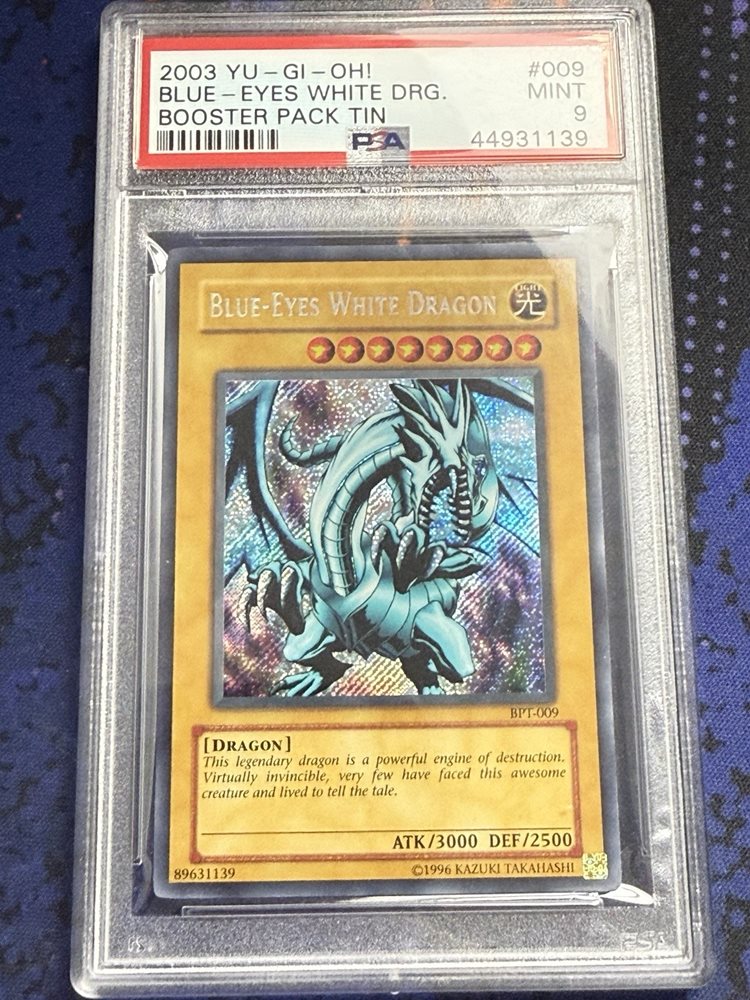 2003 YU-GI-OH! #009
BLUE-EYES WHITE DRG. MINT
BOOSTER PACK TIN 9
PSA 44931139
BLUE-EYES WHITE DRAGON
LIGHT
光
BPT-009
[DRAGON]
This legendary dragon is a powerful engine of destruction.
Virtually invincible, very few have faced this awesome
creature and lived to tell the tale.
ATK/3000 DEF/2500
89631139 ©1996 KAZUKI TAKAHASHI